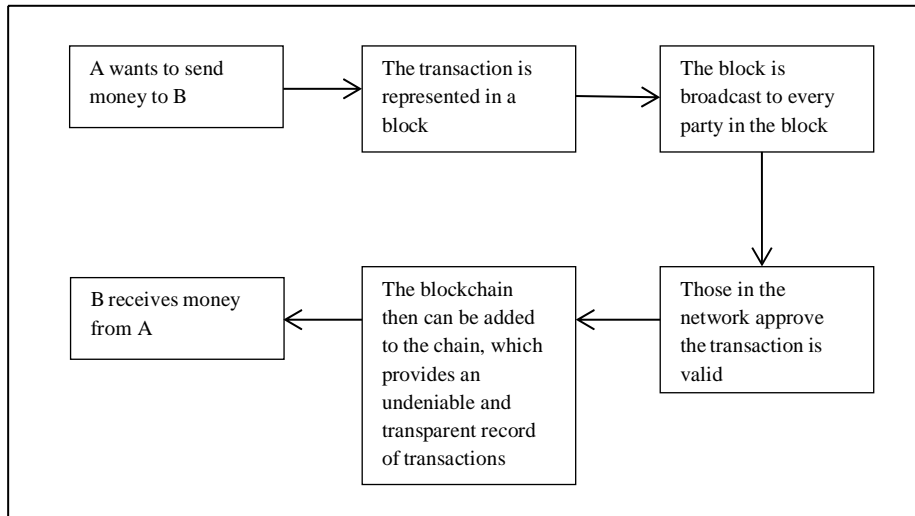 A wants to send
money to B
The transaction is
represented in a
block
The block is
broadcast to every
party in the block
Those in the
network approve
the transaction is
valid
The blockchain
then can be added
to the chain, which
provides an
undeniable and
transparent record
of transactions
B receives money
from A